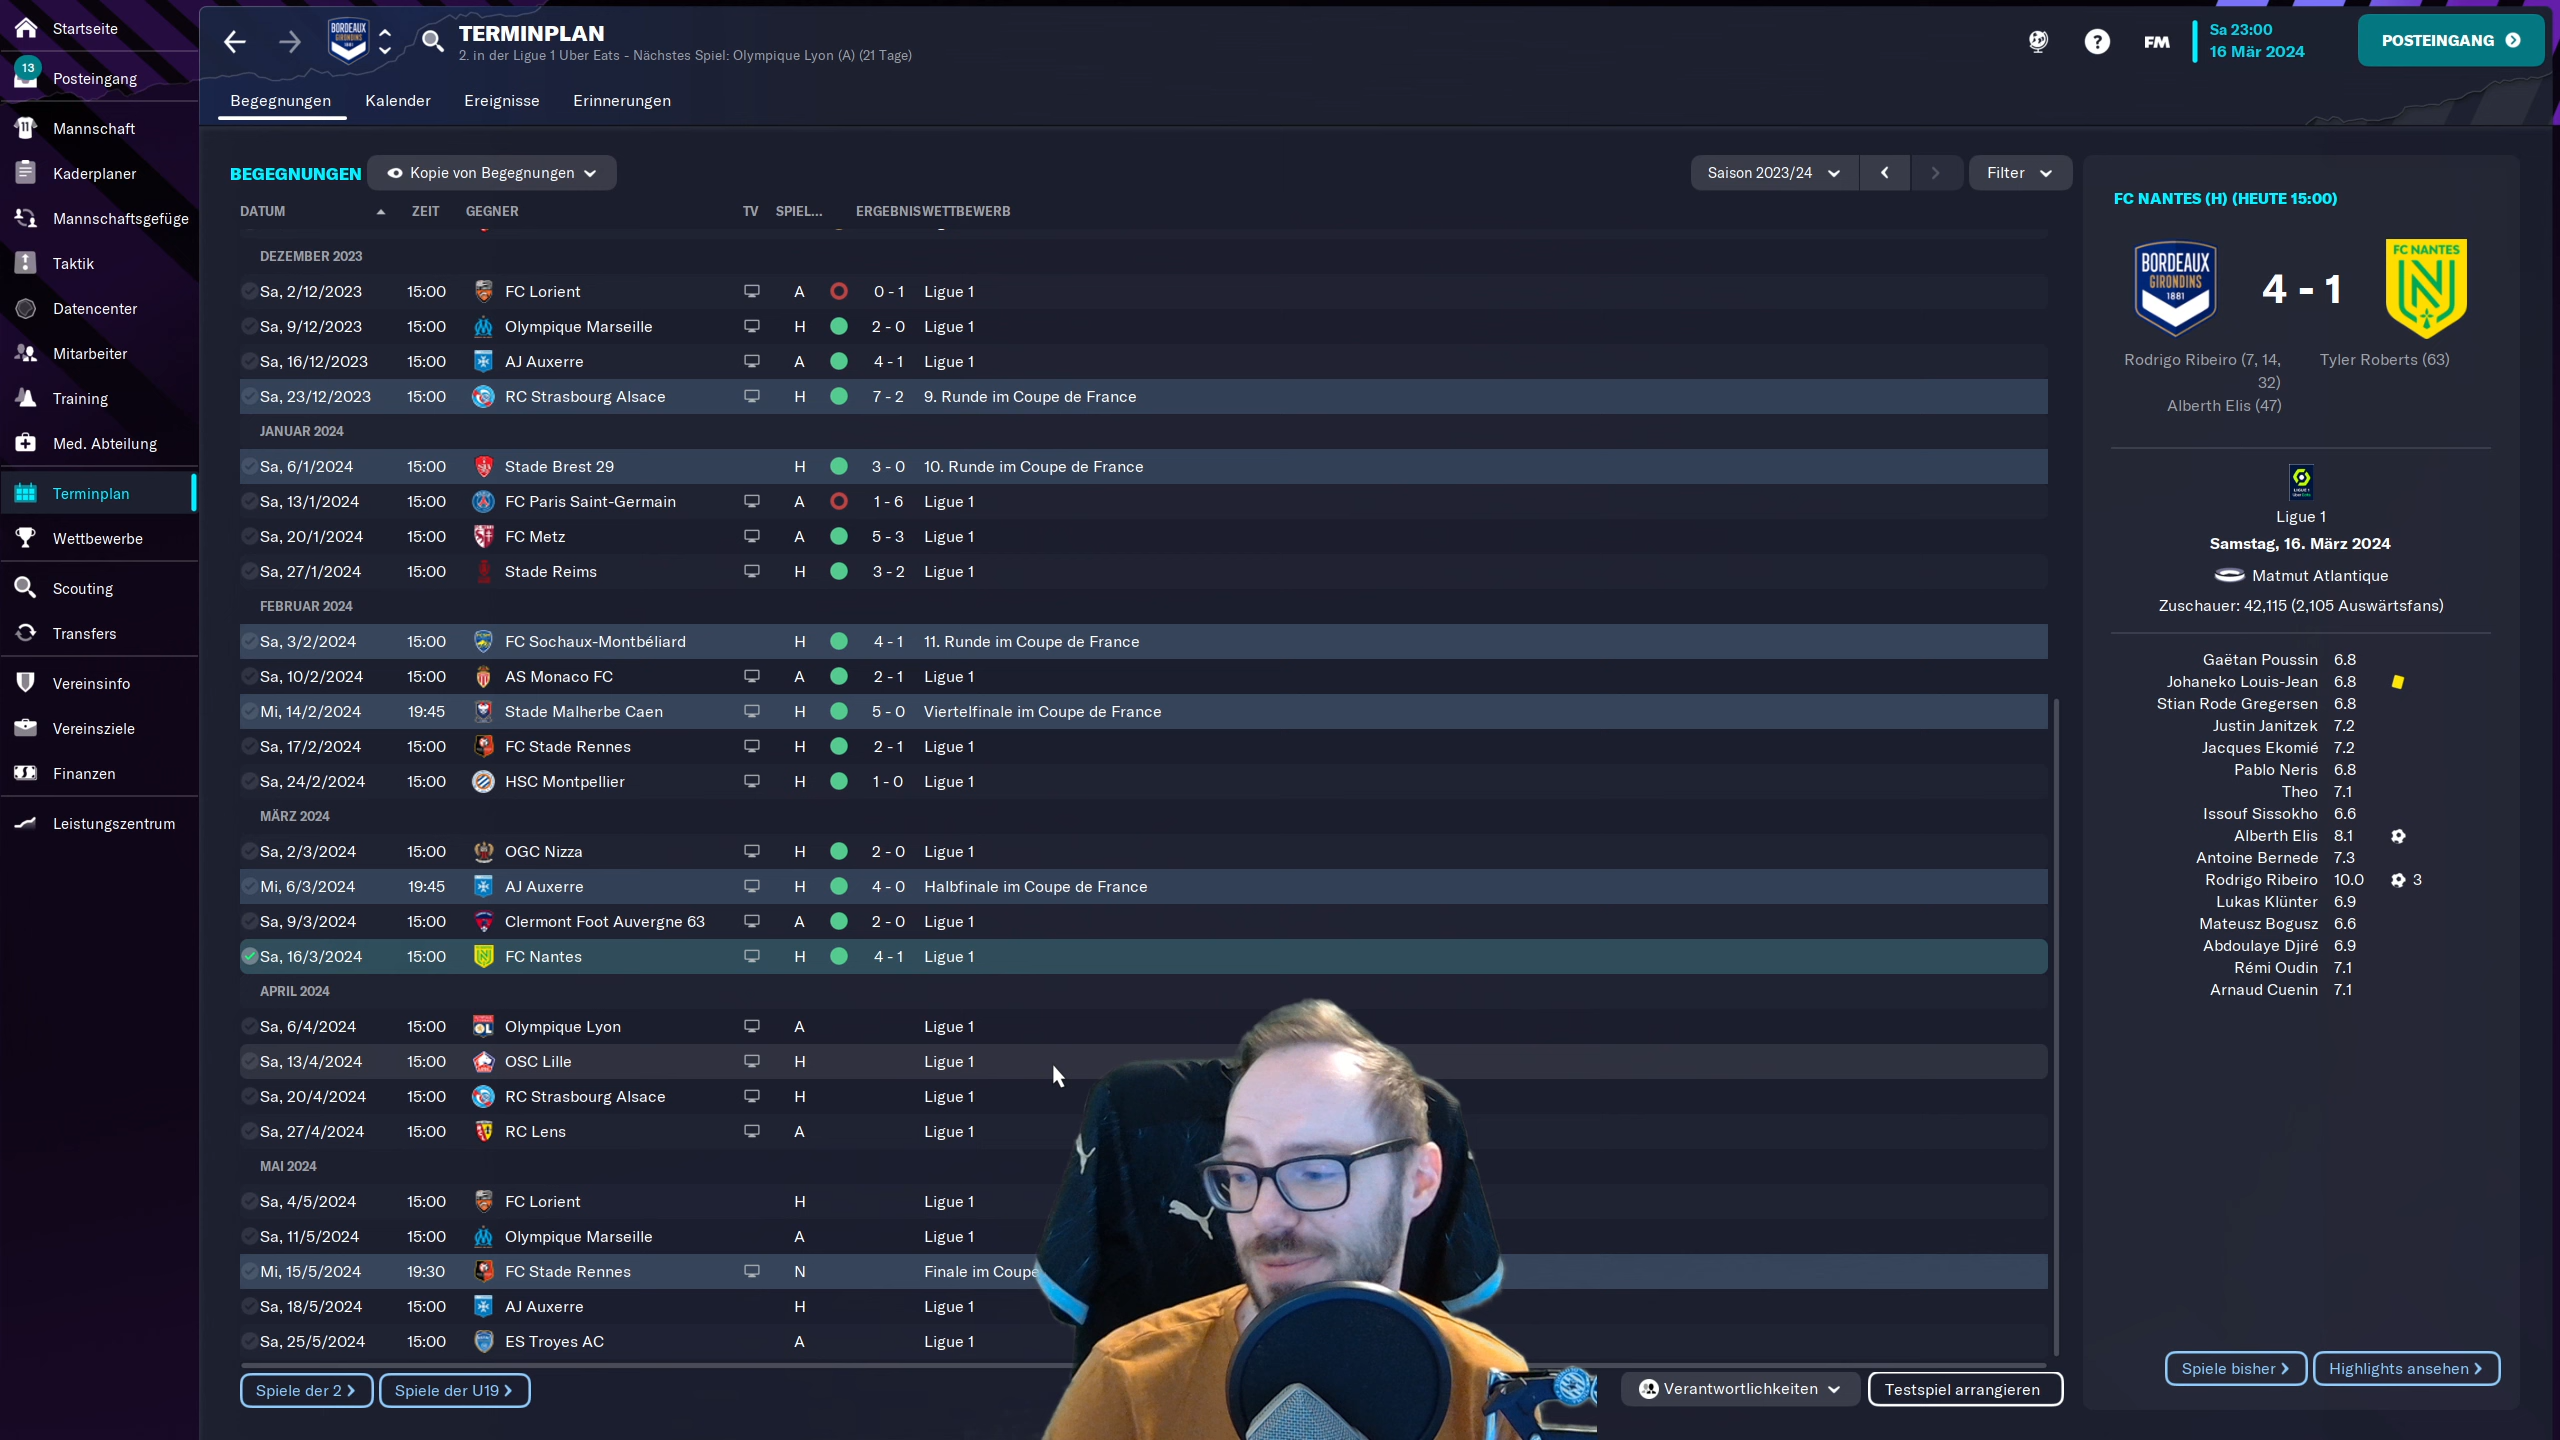 Startseite
13
Posteingang
Mannschaft
Kaderplaner
Mannschaftsgefüge
Taktik
Datencenter
Mitarbeiter
Training
Med. Abteilung
Terminplan
Wettbewerbe
Scouting
Transfers
Vereinsinfo
Vereinsziele
Finanzen
Leistungszentrum
BORDEAUX
GIRONDINS
TERMINPLAN
2. in der Ligue 1 Uber Eats - Nächstes Spiel: Olympique Lyon (A) (21 Tage)
FM
Sa 23:00
16 Mär 2024
POSTEINGANG
Begegnungen Kalender Ereignisse Erinnerungen
BEGEGNUNGEN Kopie von Begegnungen Saison 2023/24 Filter
DATUM ZEIT GEGNER TV SPIEL... ERGEBNIS WETTBEWERB
DEZEMBER 2023
Sa, 2/12/2023 15:00 FC Lorient A 0 - 1 Ligue 1
Sa, 9/12/2023 15:00 Olympique Marseille H 2 - 0 Ligue 1
Sa, 16/12/2023 15:00 AJ Auxerre A 4 - 1 Ligue 1
Sa, 23/12/2023 15:00 RC Strasbourg Alsace H 7 - 2 9. Runde im Coupe de France
JANUAR 2024
Sa, 6/1/2024 15:00 Stade Brest 29 H 3 - 0 10. Runde im Coupe de France
Sa, 13/1/2024 15:00 FC Paris Saint-Germain A 1 - 6 Ligue 1
Sa, 20/1/2024 15:00 FC Metz A 5 - 3 Ligue 1
Sa, 27/1/2024 15:00 Stade Reims H 3 - 2 Ligue 1
FEBRUAR 2024
Sa, 3/2/2024 15:00 FC Sochaux-Montbéliard H 4 - 1 11. Runde im Coupe de France
Sa, 10/2/2024 15:00 AS Monaco FC A 2 - 1 Ligue 1
Mi, 14/2/2024 19:45 Stade Malherbe Caen H 5 - 0 Viertelfinale im Coupe de France
Sa, 17/2/2024 15:00 FC Stade Rennes H 2 - 1 Ligue 1
Sa, 24/2/2024 15:00 HSC Montpellier H 1 - 0 Ligue 1
MÄRZ 2024
Sa, 2/3/2024 15:00 OGC Nizza H 2 - 0 Ligue 1
Mi, 6/3/2024 19:45 AJ Auxerre H 4 - 0 Halbfinale im Coupe de France
Sa, 9/3/2024 15:00 Clermont Foot Auvergne 63 A 2 - 0 Ligue 1
Sa, 16/3/2024 15:00 FC Nantes H 4 - 1 Ligue 1
APRIL 2024
Sa, 6/4/2024 15:00 Olympique Lyon A Ligue 1
Sa, 13/4/2024 15:00 OSC Lille H Ligue 1
Sa, 20/4/2024 15:00 RC Strasbourg Alsace H Ligue 1
Sa, 27/4/2024 15:00 RC Lens A Ligue 1
MAI 2024
Sa, 4/5/2024 15:00 FC Lorient H Ligue 1
Sa, 11/5/2024 15:00 Olympique Marseille A Ligue 1
Mi, 15/5/2024 19:30 FC Stade Rennes N Finale im Coupe
Sa, 18/5/2024 15:00 AJ Auxerre H Ligue 1
Sa, 25/5/2024 15:00 ES Troyes AC A Ligue 1
Spiele der 2 Spiele der U19 Verantwortlichkeiten Testspiel arrangieren
FC NANTES (H) (HEUTE 15:00)
BORDEAUX
GIRONDINS
1881
4 - 1
FC NANTES
Rodrigo Ribeiro (7, 14, Tyler Roberts (63)
32)
Alberth Elis (47)
Ligue 1
Samstag, 16. März 2024
Matmut Atlantique
Zuschauer: 42,115 (2,105 Auswärtsfans)
Gaëtan Poussin 6.8
Johaneko Louis-Jean 6.8
Stian Rode Gregersen 6.8
Justin Janitzek 7.2
Jacques Ekomié 7.2
Pablo Neris 6.8
Theo 7.1
Issouf Sissokho 6.6
Alberth Elis 8.1
Antoine Bernede 7.3
Rodrigo Ribeiro 10.0 3
Lukas Klünter 6.9
Mateusz Bogusz 6.6
Abdoulaye Djiré 6.9
Rémi Oudin 7.1
Arnaud Cuenin 7.1
Spiele bisher Highlights ansehen